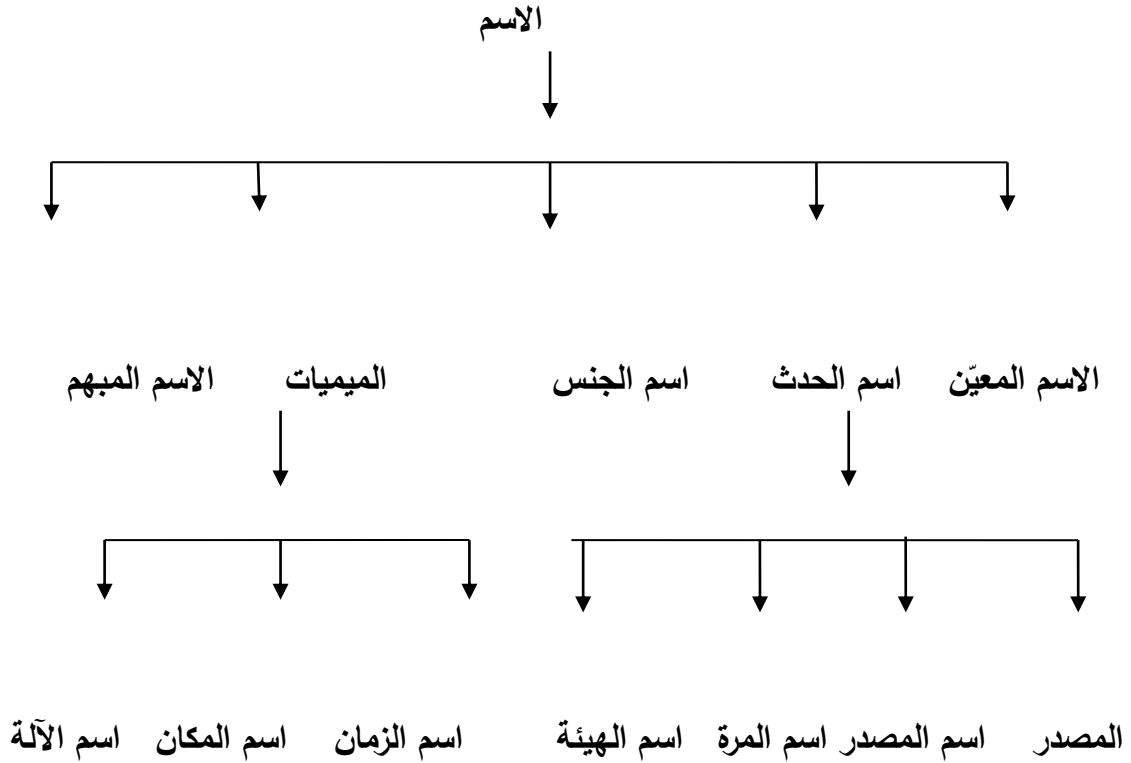 الاسم
الاسم المعيّن اسم الحدث اسم الجنس الميميات الاسم المبهم
المصدر اسم المصدر اسم المرة اسم الهيئة اسم الزمان اسم المكان اسم الآلة